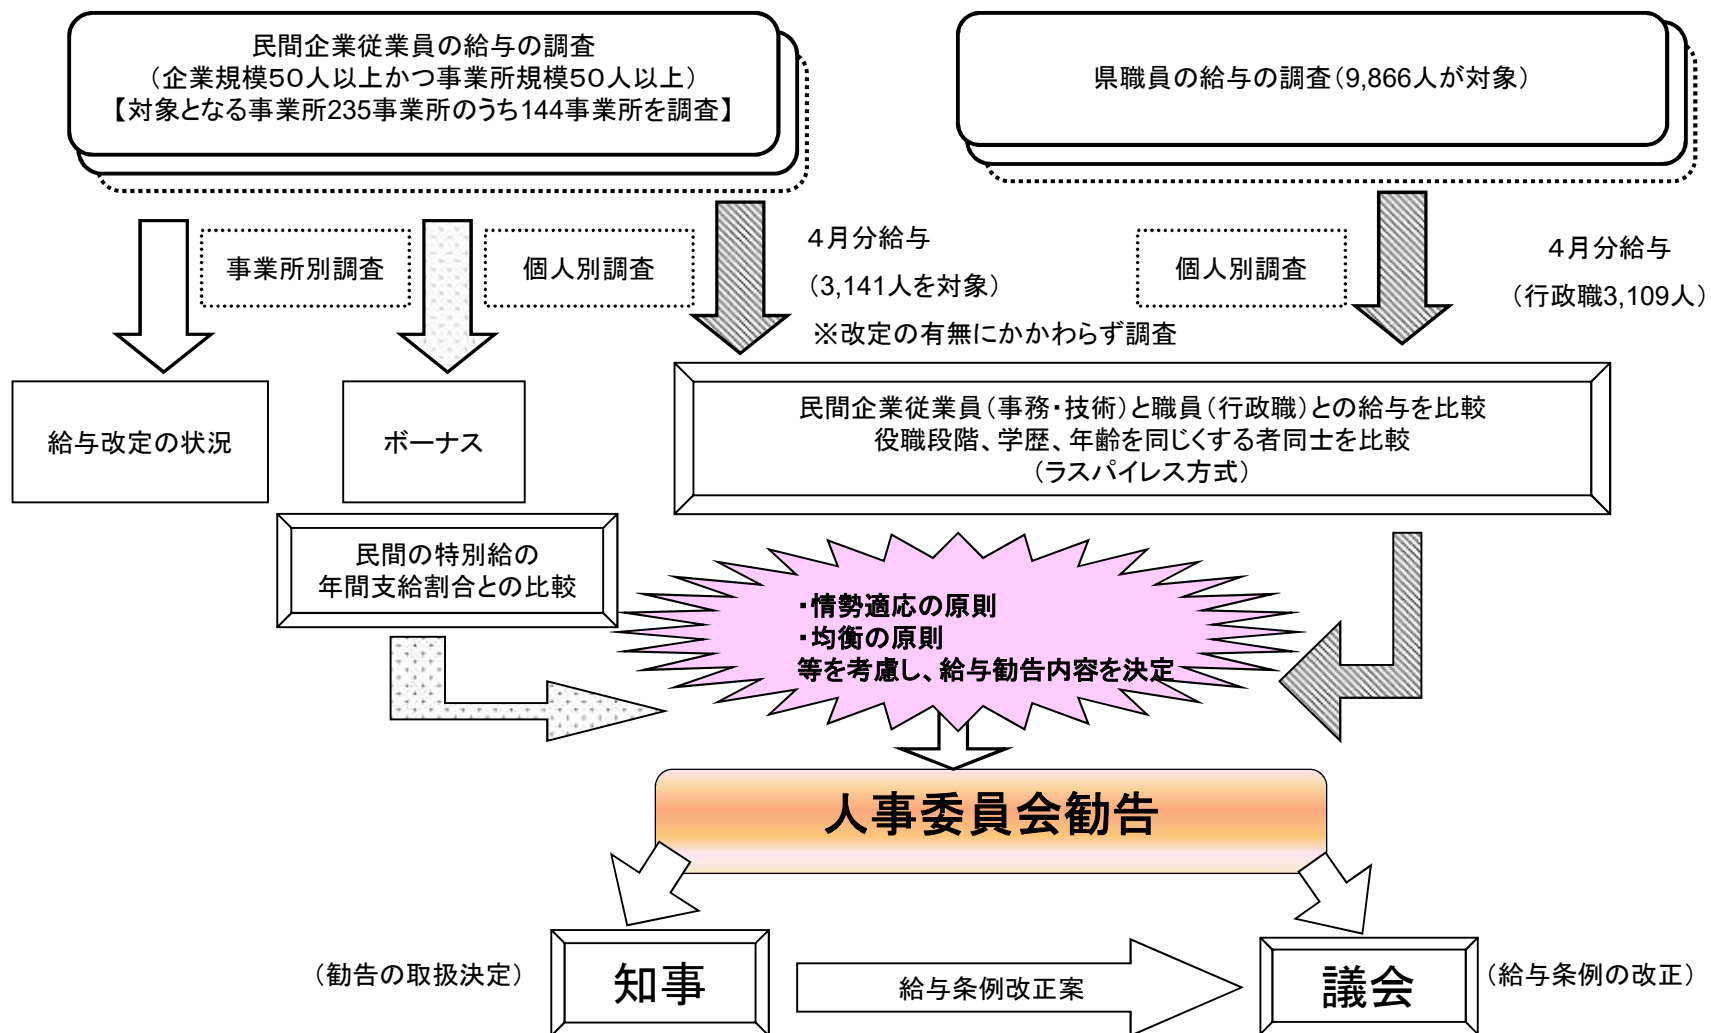 民間企業従業員の給与の調査
（企業規模50人以上かつ事業所規模50人以上）
【対象となる事業所235事業所のうち144事業所を調査】
県職員の給与の調査（9,866人が対象）
事業所別調査
個人別調査
４月分給与
（3,141人を対象）
※改定の有無にかかわらず調査
個人別調査
４月分給与
（行政職3,109人）
給与改定の状況
ボーナス
民間企業従業員（事務・技術）と職員（行政職）との給与を比較
役職段階、学歴、年齢を同じくする者同士を比較
（ラスパイレス方式）
民間の特別給の
年間支給割合との比較
・情勢適応の原則
・均衡の原則
等を考慮し、給与勧告内容を決定
人事委員会勧告
（勧告の取扱決定）
知事
給与条例改正案
議会
（給与条例の改正）